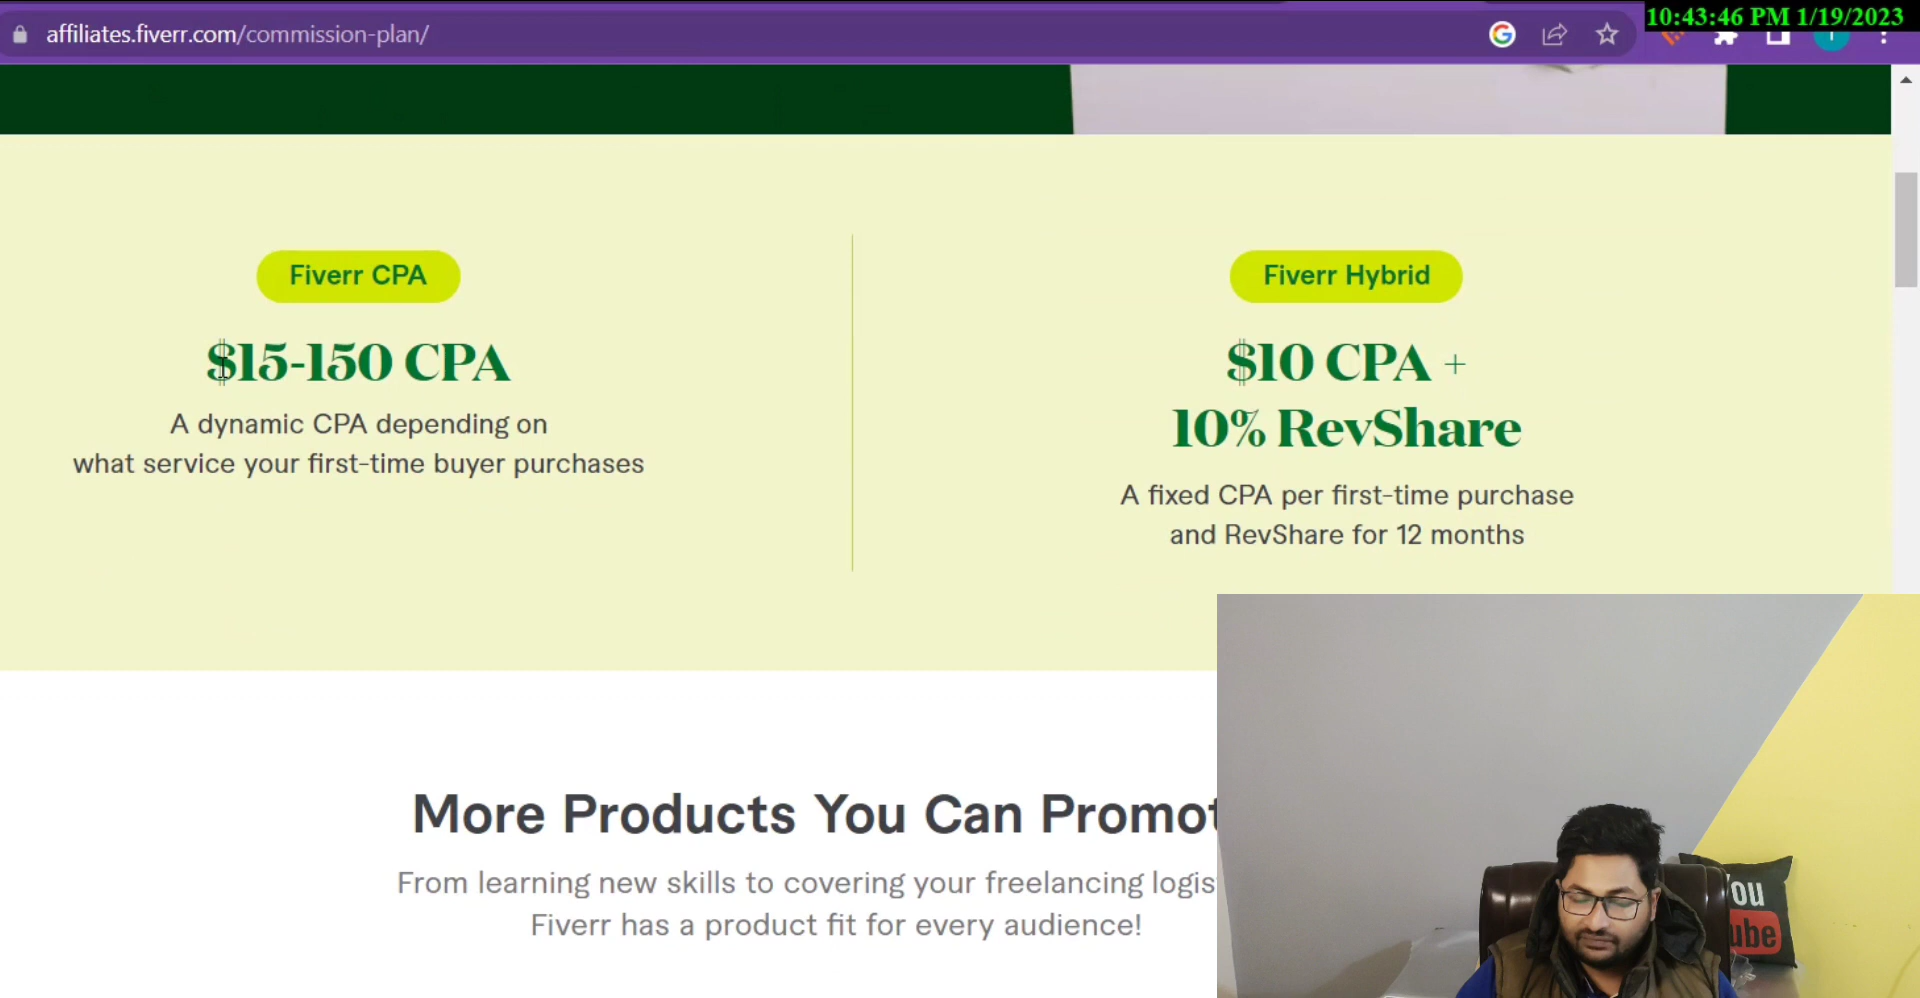 10:43:46 PM 1/19/2023
affiliates.fiverr.com/commission-plan/
Fiverr CPA
$15-150 CPA
A dynamic CPA depending on
what service your first-time buyer purchases
Fiverr Hybrid
$10 CPA +
10% RevShare
A fixed CPA per first-time purchase
and RevShare for 12 months
More Products You Can Promot
From learning new skills to covering your freelancing logis
Fiverr has a product fit for every audience!
You
ube